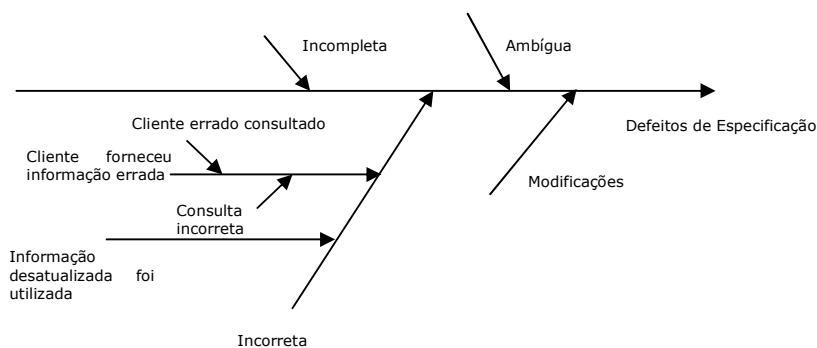 Incompleta
Ambígua
Cliente errado consultado
Defeitos de Especificação
Cliente forneceu
informação errada
Modificações
Consulta
incorreta
Informação
desatualizada foi
utilizada
Incorreta